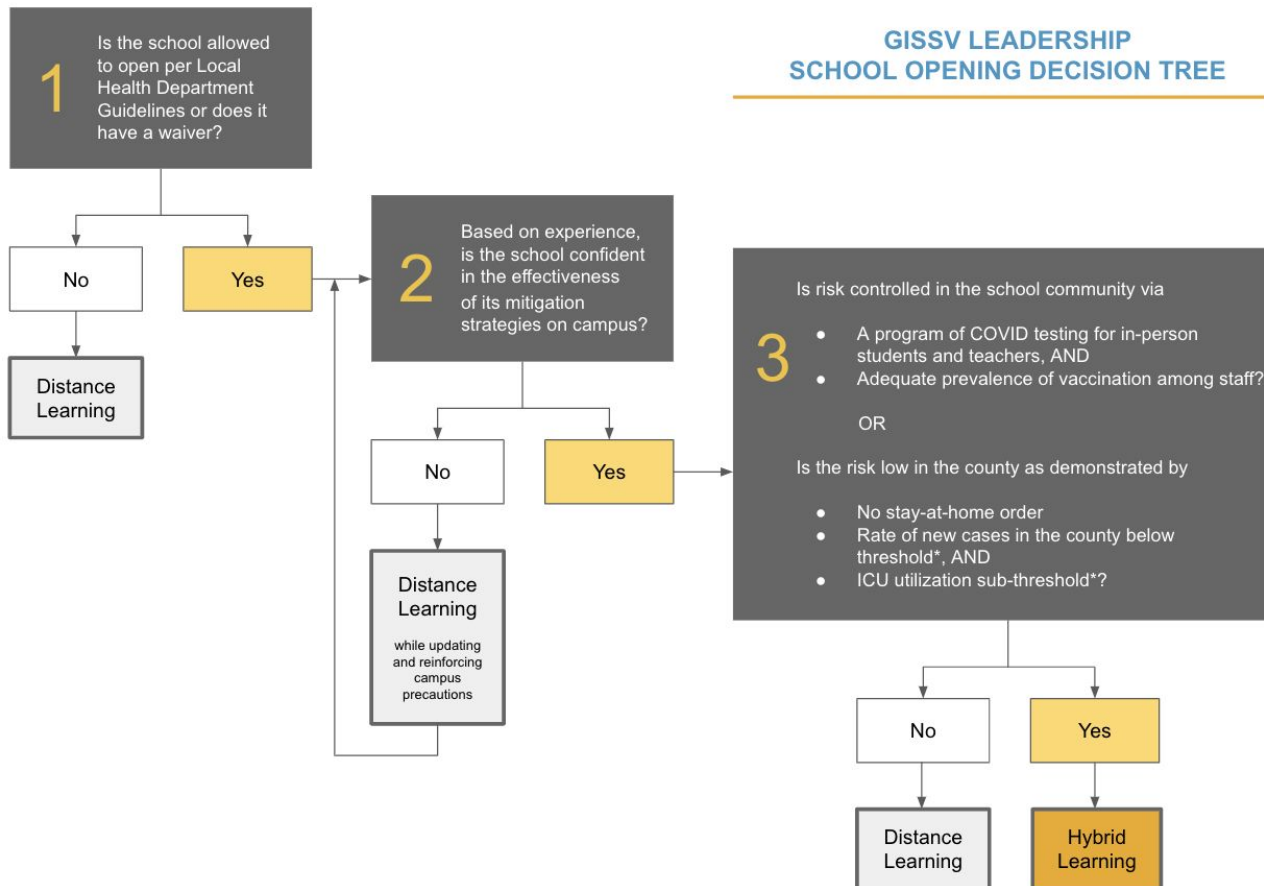 GISSV LEADERSHIP
SCHOOL OPENING DECISION TREE
1
Is the school allowed
to open per Local
Health Department
Guidelines or does it
have a waiver?
No
Yes
Distance
Learning
2
Based on experience,
is the school confident
in the effectiveness
of its mitigation
strategies on campus?
No
Yes
Distance
Learning
while updating
and reinforcing
campus
precautions
3
Is risk controlled in the school community via
● A program of COVID testing for in-person
students and teachers, AND
● Adequate prevalence of vaccination among staff?
OR
Is the risk low in the county as demonstrated by
● No stay-at-home order
● Rate of new cases in the county below
threshold*, AND
● ICU utilization sub-threshold*?
No
Yes
Distance
Learning
Hybrid
Learning